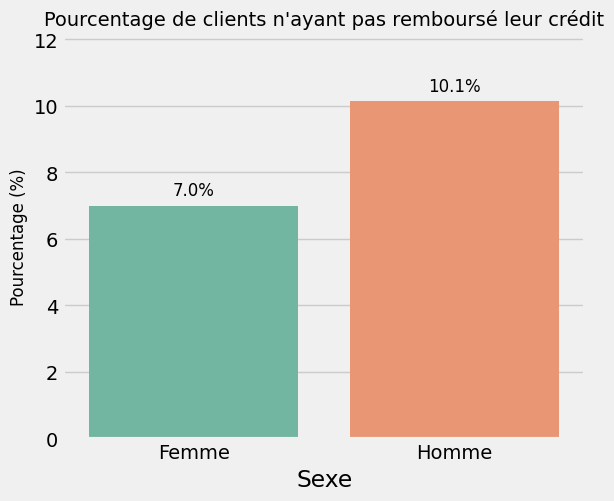 Pourcentage de clients n'ayant pas remboursé leur crédit
12
10
8
6
4
2
0
Pourcentage (%)
7.0%
10.1%
Femme
Homme
Sexe